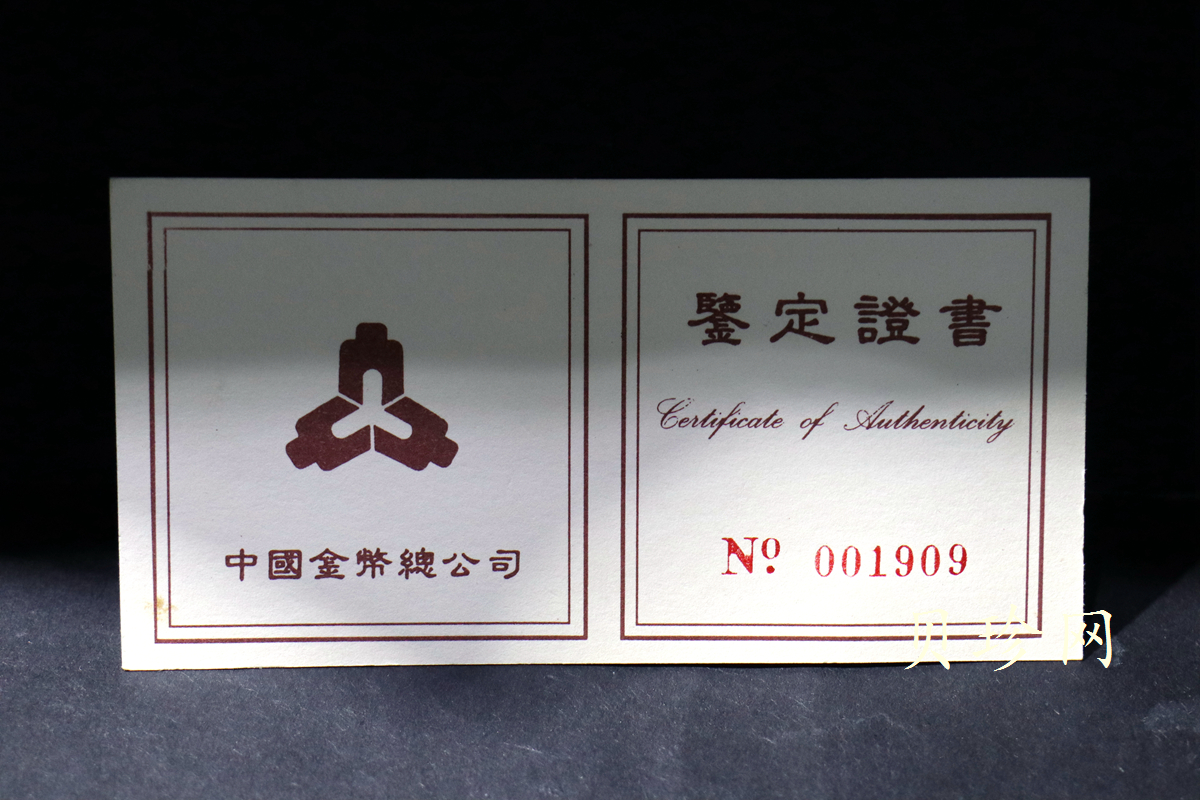 中國金幣總公司
鑒定證書
Certificate of Authenticity
Nº 001909
贝珍网